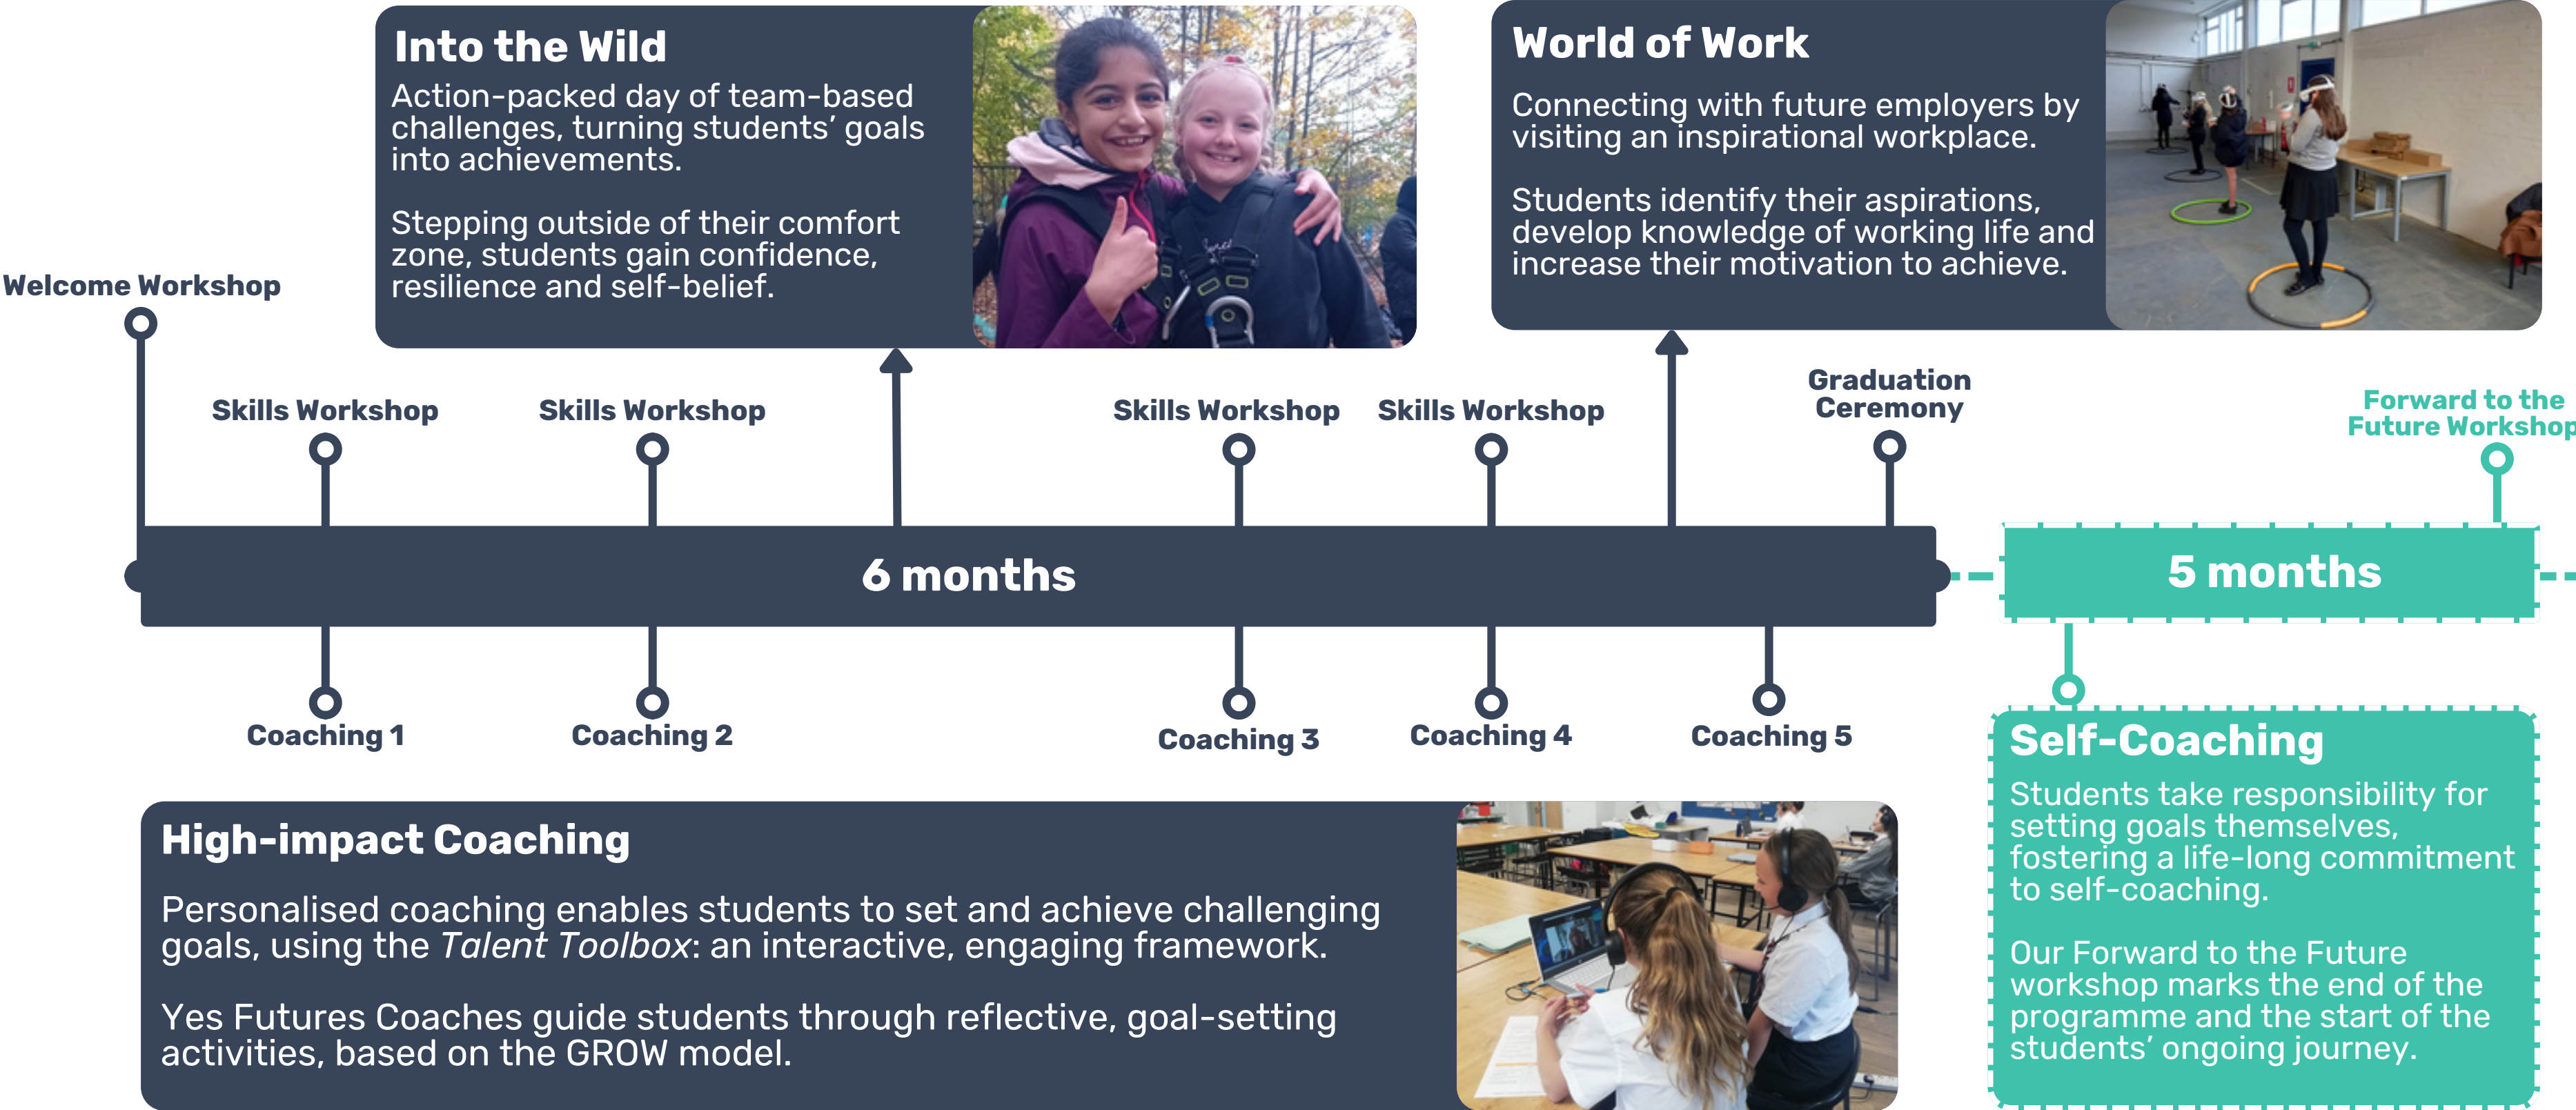 Into the Wild
Action-packed day of team-based
challenges, turning students’ goals
into achievements.
Stepping outside of their comfort
zone, students gain confidence,
resilience and self-belief.
World of Work
Connecting with future employers by
visiting an inspirational workplace.
Students identify their aspirations,
develop knowledge of working life and
increase their motivation to achieve.
Welcome Workshop
Skills Workshop
Skills Workshop
Skills Workshop
Skills Workshop
Graduation
Ceremony
Forward to the
Future Workshop
6 months
5 months
Coaching 1
Coaching 2
Coaching 3
Coaching 4
Coaching 5
High-impact Coaching
Personalised coaching enables students to set and achieve challenging
goals, using the Talent Toolbox: an interactive, engaging framework.
Yes Futures Coaches guide students through reflective, goal-setting
activities, based on the GROW model.
Self-Coaching
Students take responsibility for
setting goals themselves,
fostering a life-long commitment
to self-coaching.
Our Forward to the Future
workshop marks the end of the
programme and the start of the
students’ ongoing journey.